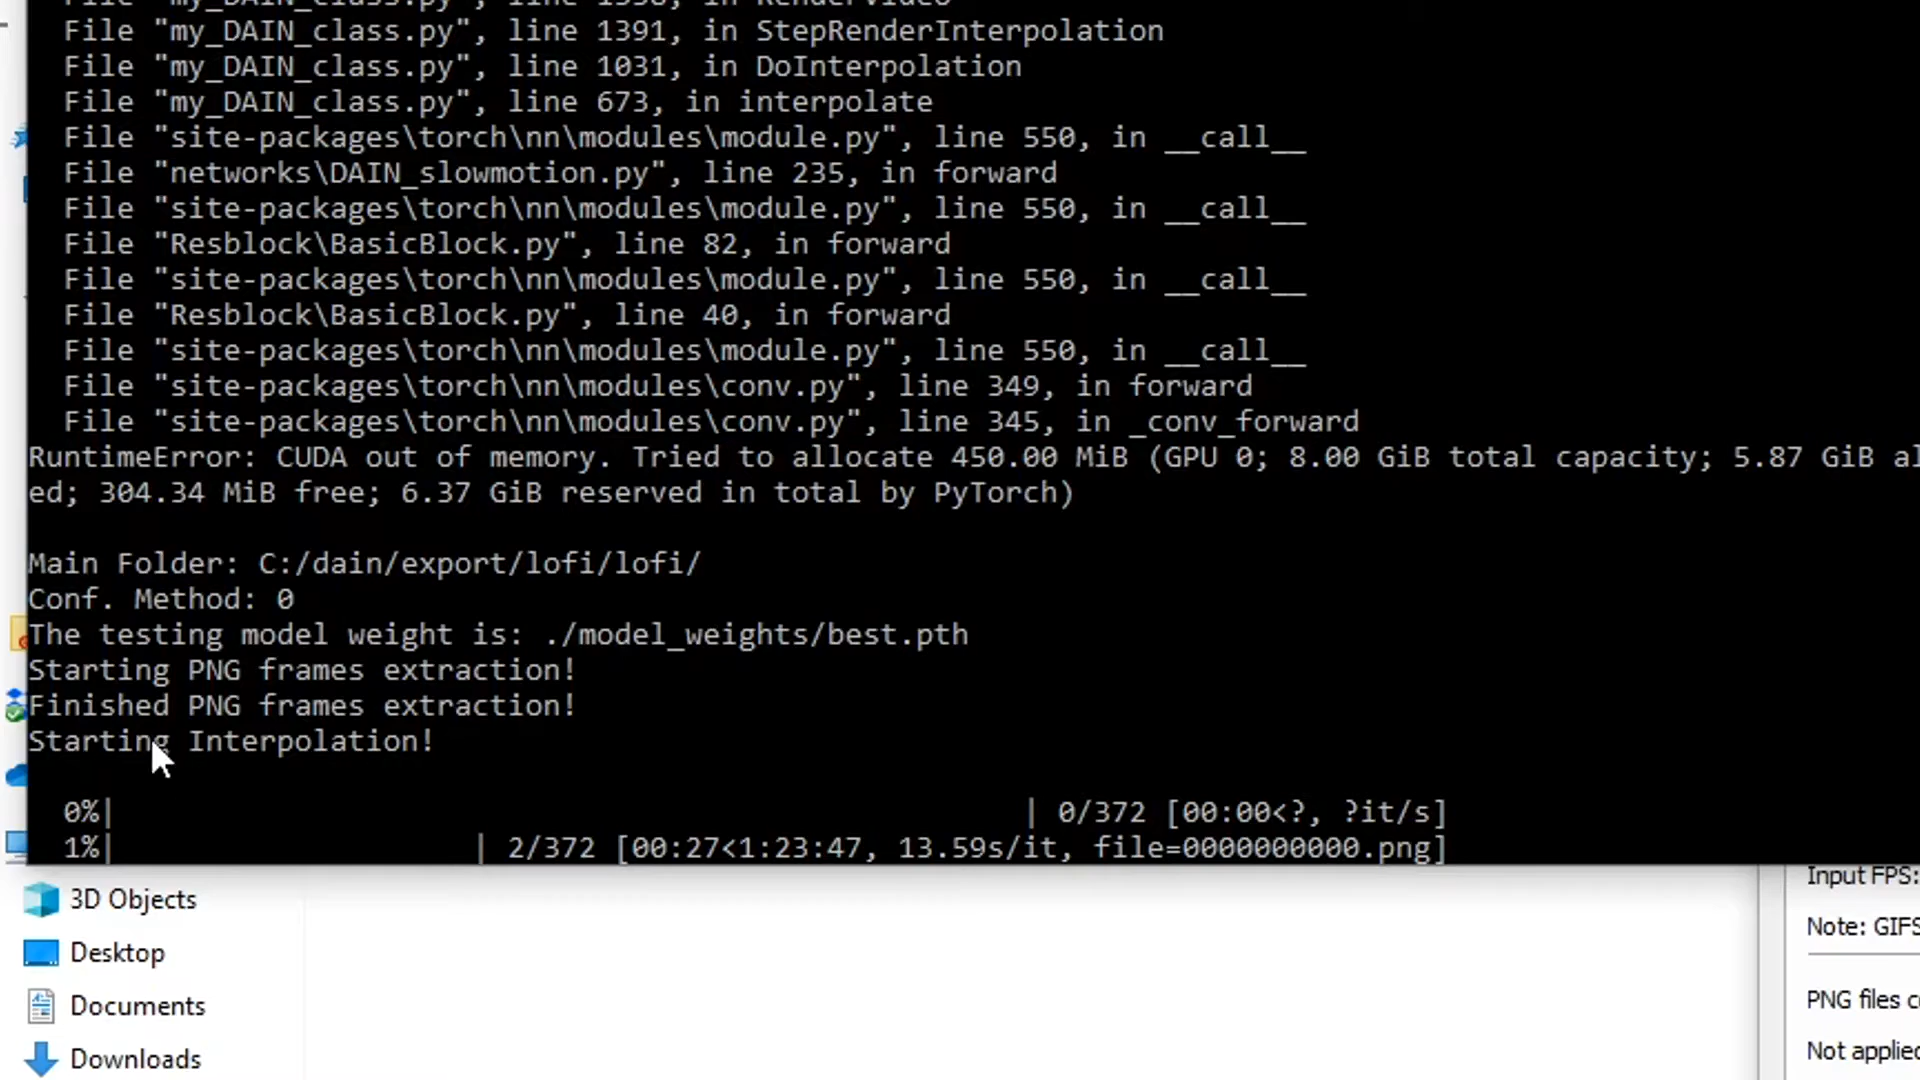 File "my_DAIN_class.py", line 1391, in StepRenderInterpolation
File "my_DAIN_class.py", line 1031, in DoInterpolation
File "my_DAIN_class.py", line 673, in interpolate
File "site-packages\torch\nn\modules\module.py", line 550, in __call__
File "networks\DAIN_slowmotion.py", line 235, in forward
File "site-packages\torch\nn\modules\module.py", line 550, in __call__
File "Resblock\BasicBlock.py", line 82, in forward
File "site-packages\torch\nn\modules\module.py", line 550, in __call__
File "Resblock\BasicBlock.py", line 40, in forward
File "site-packages\torch\nn\modules\module.py", line 550, in __call__
File "site-packages\torch\nn\modules\conv.py", line 349, in forward
File "site-packages\torch\nn\modules\conv.py", line 345, in _conv_forward
RuntimeError: CUDA out of memory. Tried to allocate 450.00 MiB (GPU 0; 8.00 GiB total capacity; 5.87 GiB al
ed; 304.34 MiB free; 6.37 GiB reserved in total by PyTorch)
Main Folder: C:/dain/export/lofi/lofi/
Conf. Method: 0
The testing model weight is: ./model_weights/best.pth
Starting PNG frames extraction!
Finished PNG frames extraction!
Starting Interpolation!
0%| | 0/372 [00:00<?, ?it/s]
1%| | 2/372 [00:27<1:23:47, 13.59s/it, file=0000000000.png]
3D Objects
Desktop
Documents
Downloads
Input FPS:
Note: GIFS
PNG files c
Not applied